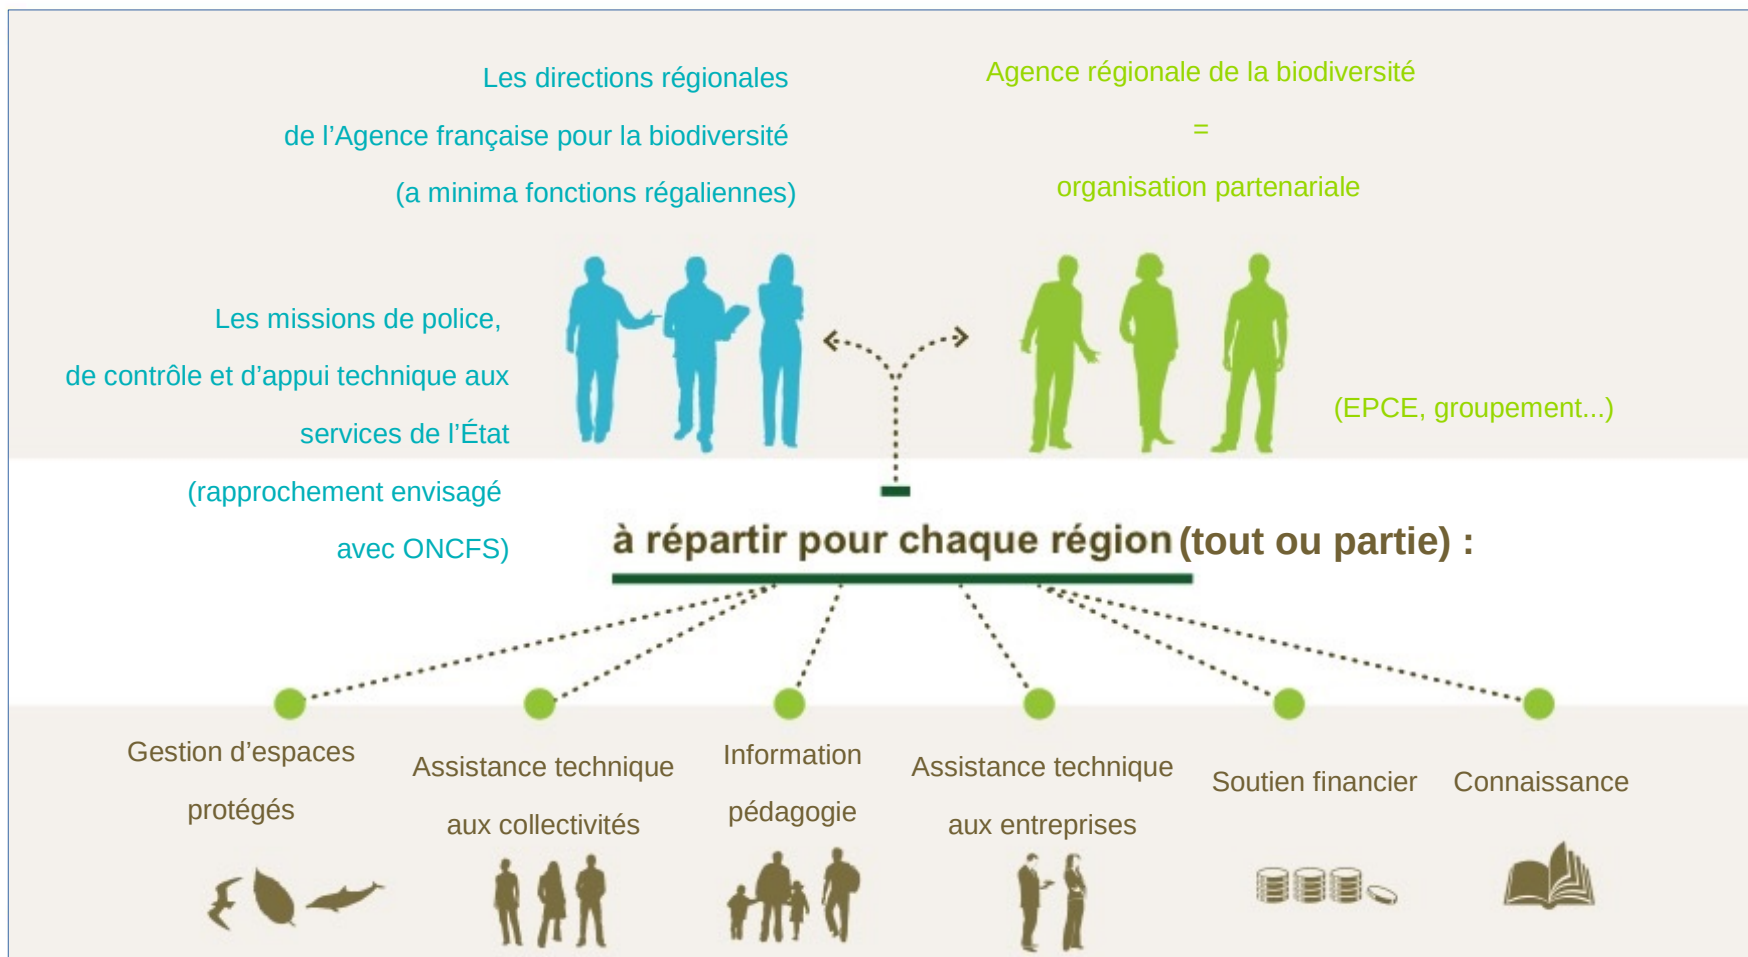 Les directions régionales
de l’Agence française pour la biodiversité
(a minima fonctions régaliennes)
Agence régionale de la biodiversité
=
organisation partenariale
Les missions de police,
de contrôle et d’appui technique aux
services de l’État
(rapprochement envisagé
avec ONCFS)
(EPCE, groupement...)
à répartir pour chaque région (tout ou partie) :
Gestion d’espaces
protégés
Assistance technique
aux collectivités
Information
pédagogie
Assistance technique
aux entreprises
Soutien financier
Connaissance